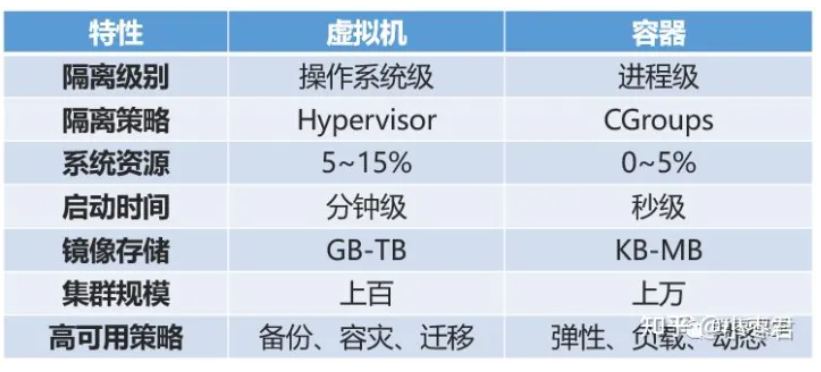 特性 虚拟机 容器
隔离级别 操作系统级 进程级
隔离策略 Hypervisor CGroups
系统资源 5~15% 0~5%
启动时间 分钟级 秒级
镜像存储 GB-TB KB-MB
集群规模 上百 上万
高可用策略 备份、容灾、迁移 弹性、负载、动态
知乎 @小枣君